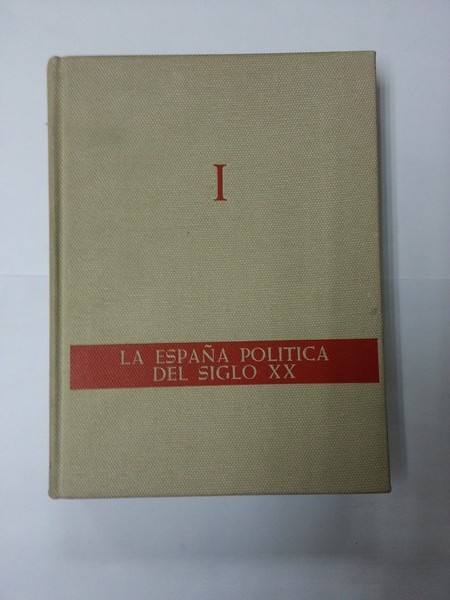 I
LA ESPAÑA POLITICA
DEL SIGLO XX